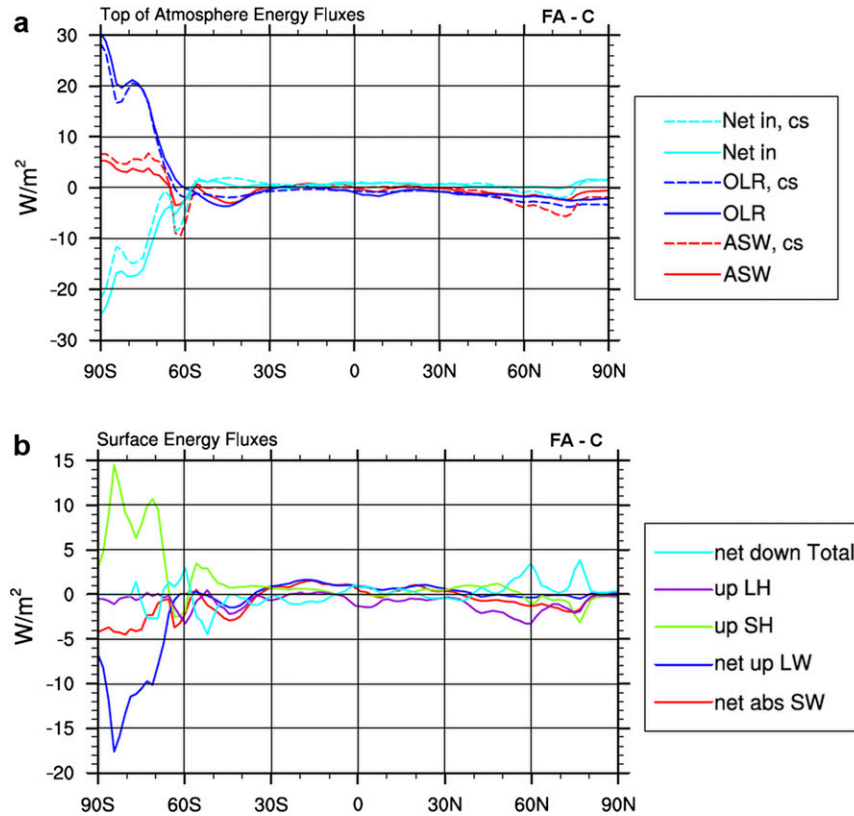 a
Top of Atmosphere Energy Fluxes FA - C
30
20
10
0
-10
-20
-30
W/m²
90S 60S 30S 0 30N 60N 90N
Net in, cs
Net in
OLR, cs
OLR
ASW, cs
ASW
b
Surface Energy Fluxes FA - C
15
10
5
0
-5
-10
-15
-20
W/m²
90S 60S 30S 0 30N 60N 90N
net down Total
up LH
up SH
net up LW
net abs SW